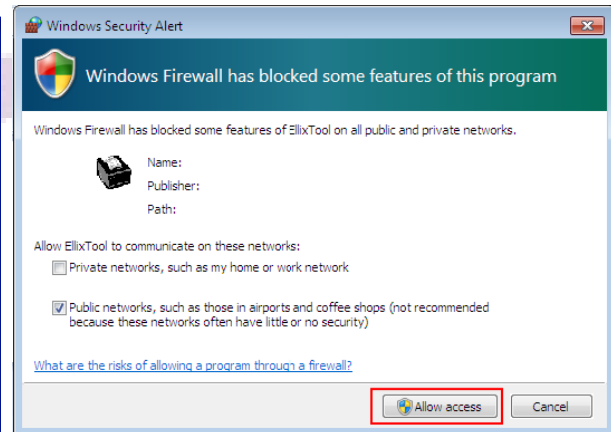 Windows Security Alert
Windows Firewall has blocked some features of this program
Windows Firewall has blocked some features of EllixTool on all public and private networks.
Name:
Publisher:
Path:
Allow EllixTool to communicate on these networks:
Private networks, such as my home or work network
Public networks, such as those in airports and coffee shops (not recommended
because these networks often have little or no security)
What are the risks of allowing a program through a firewall?
Allow access
Cancel